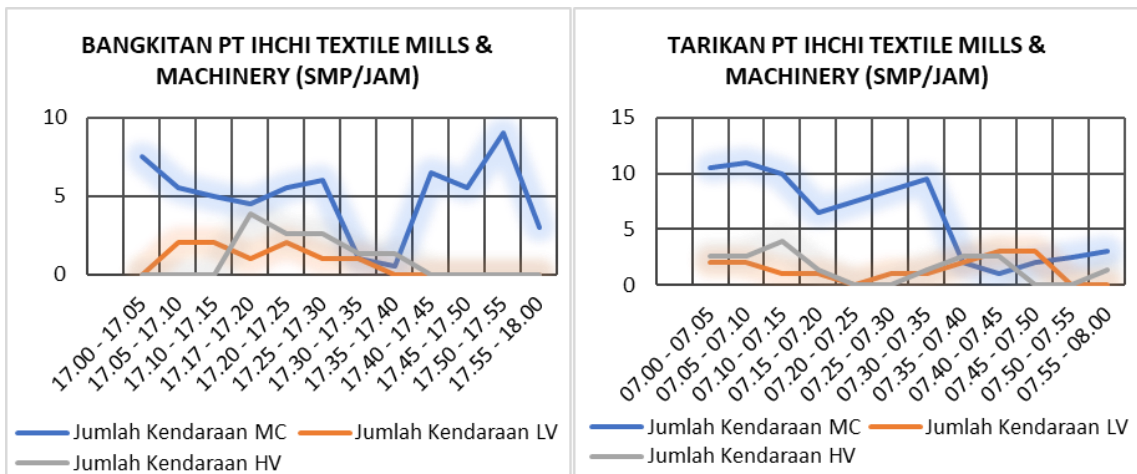 BANGKITAN PT IHCHI TEXTILE MILLS &
MACHINERY (SMP/JAM)
10
5
0
17.00 - 17.05
17.05 - 17.10
17.10 - 17.15
17.17 - 17.20
17.20 - 17.25
17.25 - 17.30
17.30 - 17.35
17.35 - 17.40
17.40 - 17.45
17.45 - 17.50
17.50 - 17.55
17.55 - 18.00
Jumlah Kendaraan MC
Jumlah Kendaraan LV
Jumlah Kendaraan HV
TARIKAN PT IHCHI TEXTILE MILLS &
MACHINERY (SMP/JAM)
15
10
5
0
07.00 - 07.05
07.05 - 07.10
07.10 - 07.15
07.15 - 07.20
07.20 - 07.25
07.25 - 07.30
07.30 - 07.35
07.35 - 07.40
07.40 - 07.45
07.45 - 07.50
07.50 - 07.55
07.55 - 08.00
Jumlah Kendaraan MC
Jumlah Kendaraan LV
Jumlah Kendaraan HV